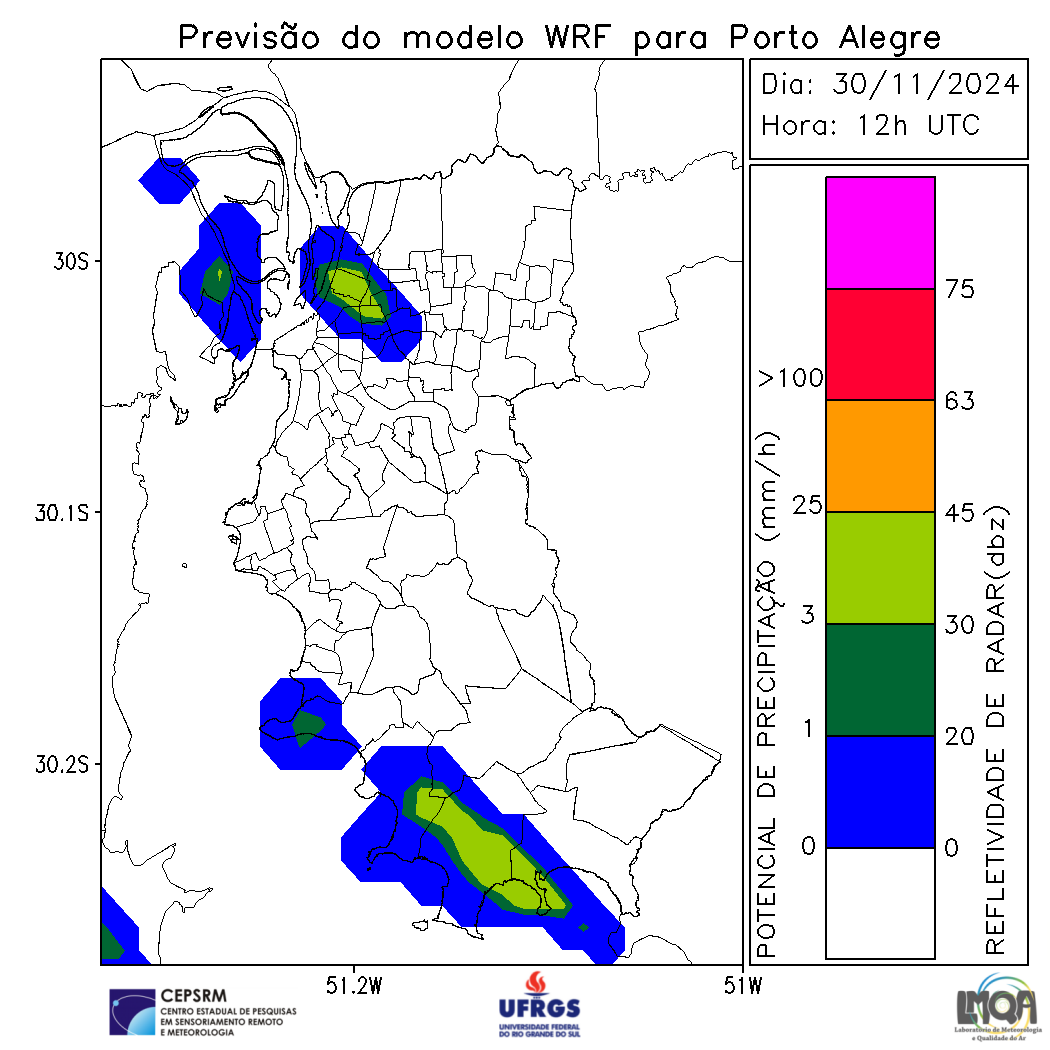 Previsão do modelo WRF para Porto Alegre
Dia: 30/11/2024
Hora: 12h UTC
30S
30.1S
30.2S
51.2W
51W
POTENCIAL DE PRECIPITAÇÃO (mm/h)
>100
25
3
1
0
75
63
45
30
20
0
REFLETIVIDADE DE RADAR(dbz)
CEPSRM
CENTRO ESTADUAL DE PESQUISAS
EM SENSORIAMENTO REMOTO
E METEOROLOGIA
UFRGS
UNIVERSIDADE FEDERAL
DO RIO GRANDE DO SUL
LMQA
Laboratório de Meteorologia
e Qualidade do Ar